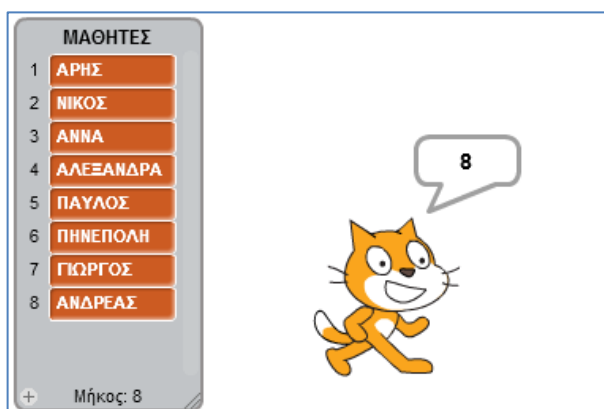 ΜΑΘΗΤΕΣ
1 ΑΡΗΣ
2 ΝΙΚΟΣ
3 ΑΝΝΑ
4 ΑΛΕΞΑΝΔΡΑ
5 ΠΑΥΛΟΣ
6 ΠΗΝΕΠΟΛΗ
7 ΓΙΩΡΓΟΣ
8 ΑΝΔΡΕΑΣ
+ Μήκος: 8
8